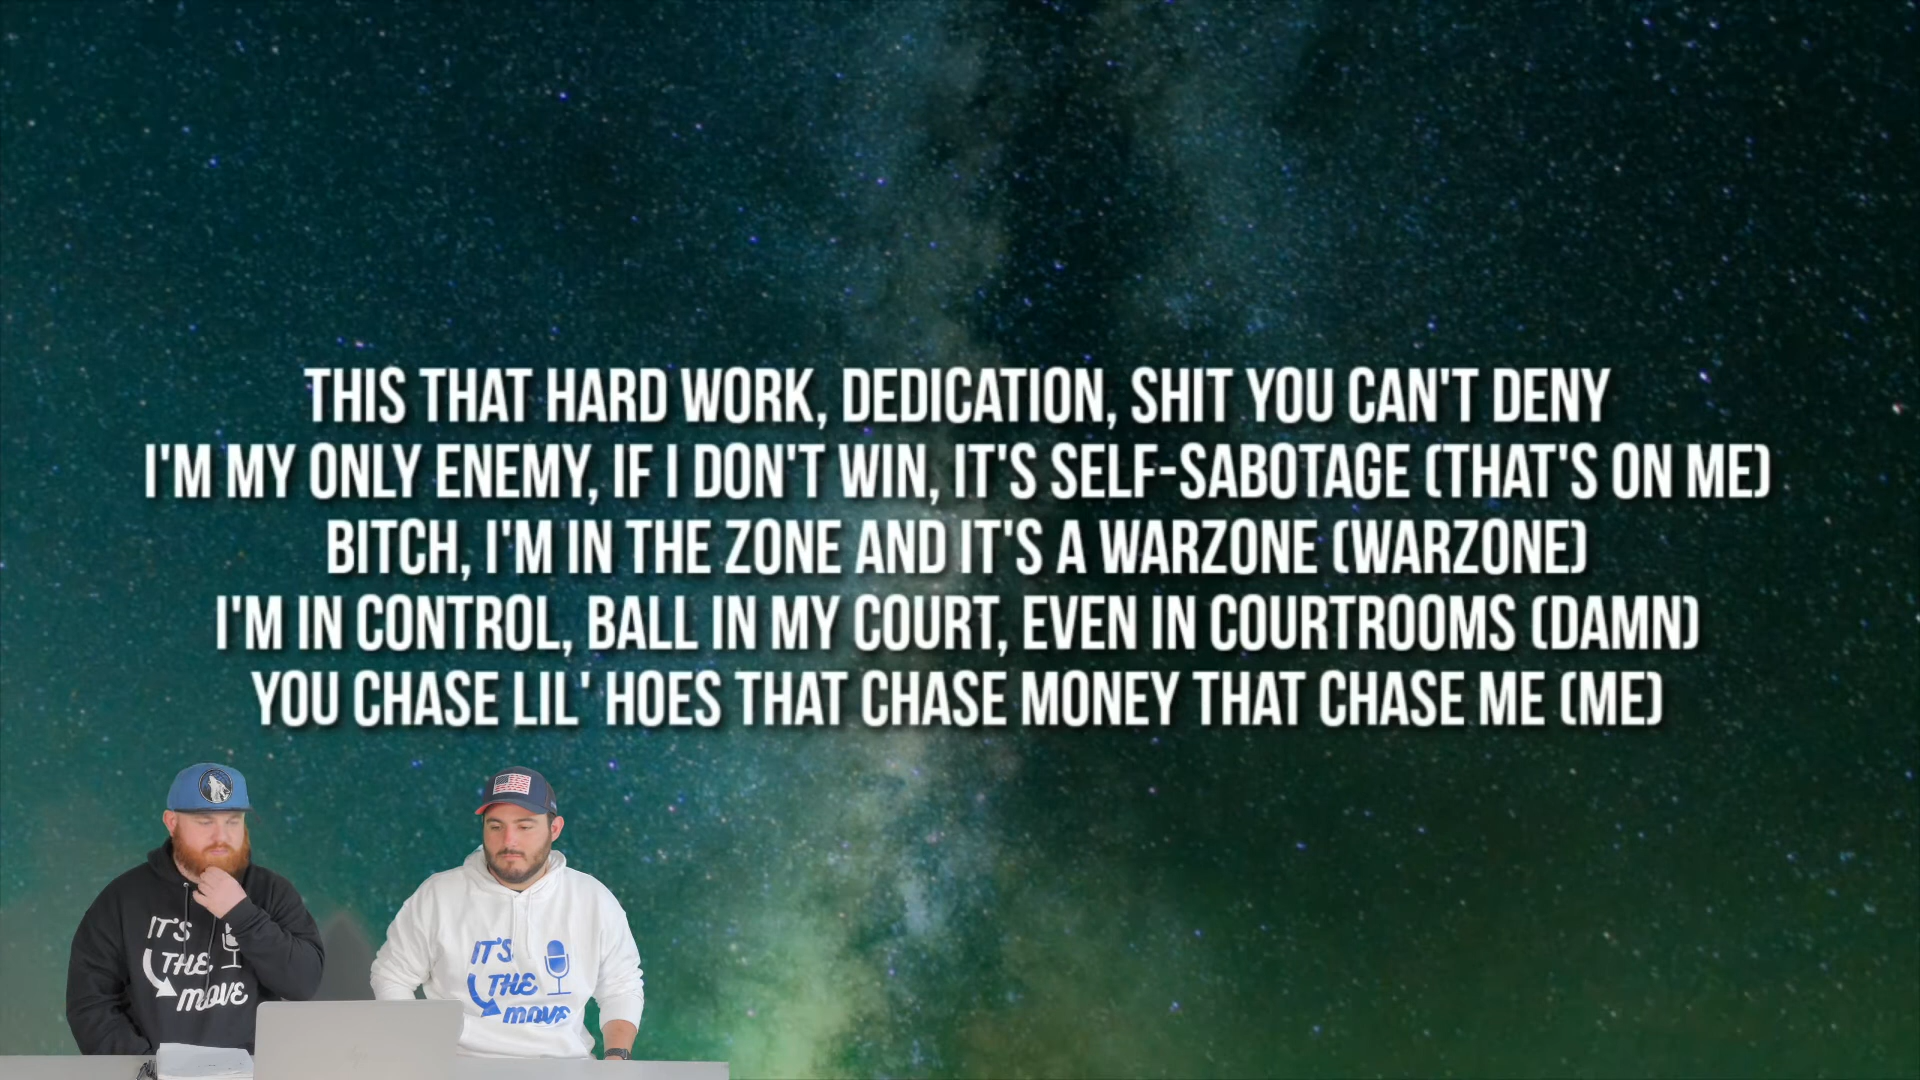 THIS THAT HARD WORK, DEDICATION, SHIT YOU CAN'T DENY
I'M MY ONLY ENEMY, IF I DON'T WIN, IT'S SELF-SABOTAGE (THAT'S ON ME)
BITCH, I'M IN THE ZONE AND IT'S A WARZONE (WARZONE)
I'M IN CONTROL, BALL IN MY COURT, EVEN IN COURTROOMS (DAMN)
YOU CHASE LIL' HOES THAT CHASE MONEY THAT CHASE ME (ME)
IT'S
THE
MOVE
IT'S
THE
MOVE